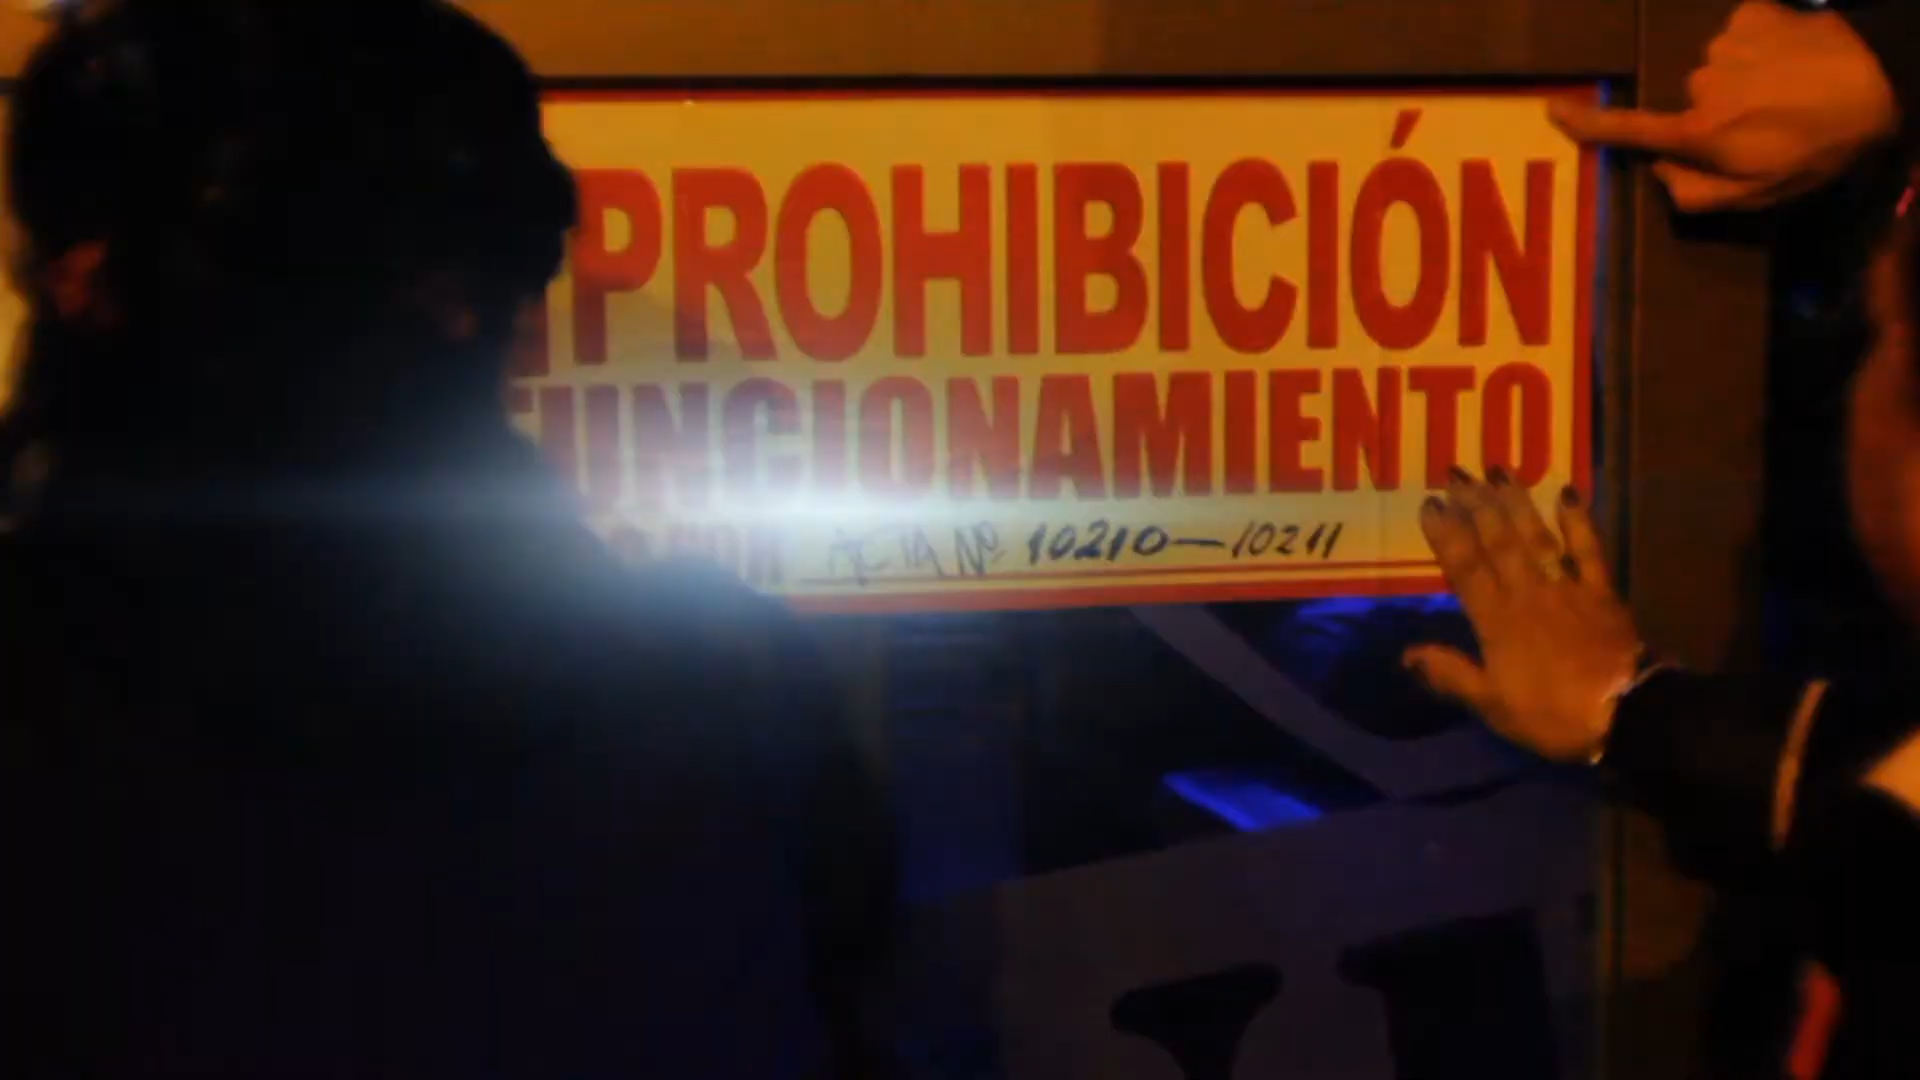 PROHIBICIÓN
FUNCIONAMIENTO
ACTA Nº 10210-10211